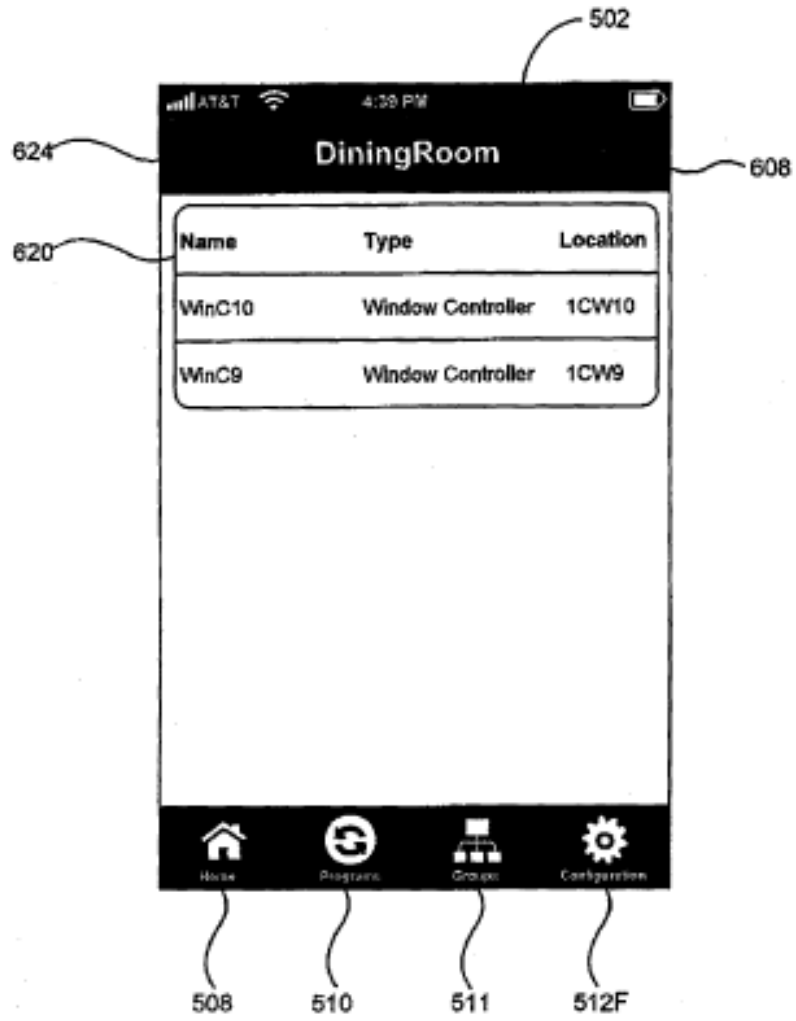 502
AT&T 4:39 PM
624
DiningRoom
608
620
Name Type Location
WinC10 Window Controller 1CW10
WinC9 Window Controller 1CW9
Home Programs Groups Configuration
508 510 511 512F